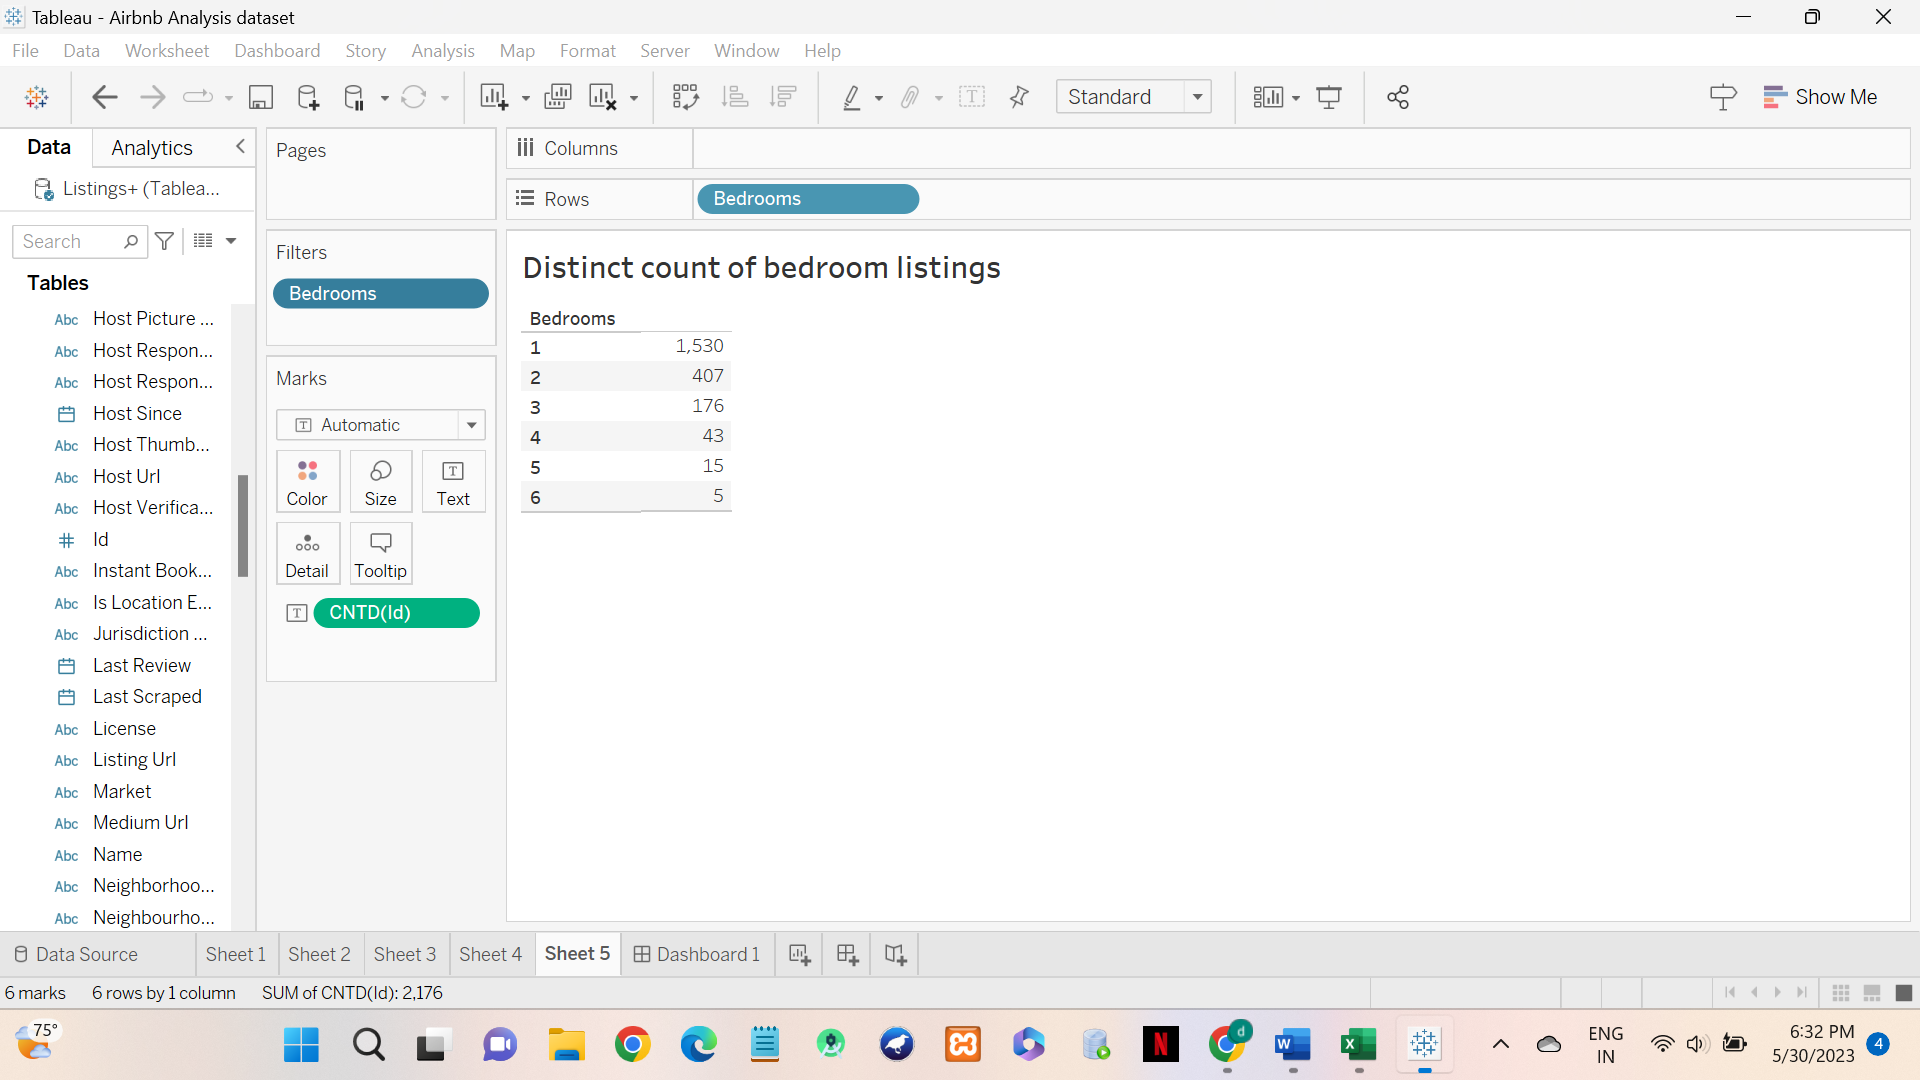 Tableau - Airbnb Analysis dataset
File Data Worksheet Dashboard Story Analysis Map Format Server Window Help
Standard
Show Me
Data Analytics
Listings+ (Tablea...
Search
Tables
Abc Host Picture ...
Abc Host Respon...
Abc Host Respon...
Host Since
Abc Host Thumb...
Abc Host Url
Abc Host Verifica...
# Id
Abc Instant Book...
Abc Is Location E...
Abc Jurisdiction ...
Last Review
Last Scraped
Abc License
Abc Listing Url
Abc Market
Abc Medium Url
Abc Name
Abc Neighborhoo...
Abc Neighbourho...
Pages
Filters
Bedrooms
Marks
T Automatic
Color Size T Text
Detail Tooltip
T CNTD(Id)
Columns
Rows Bedrooms
Distinct count of bedroom listings
Bedrooms
1 1,530
2 407
3 176
4 43
5 15
6 5
Data Source Sheet 1 Sheet 2 Sheet 3 Sheet 4 Sheet 5 Dashboard 1
6 marks 6 rows by 1 column SUM of CNTD(Id): 2,176
75°
d
N
W
X
ENG
IN
6:32 PM
5/30/2023
4